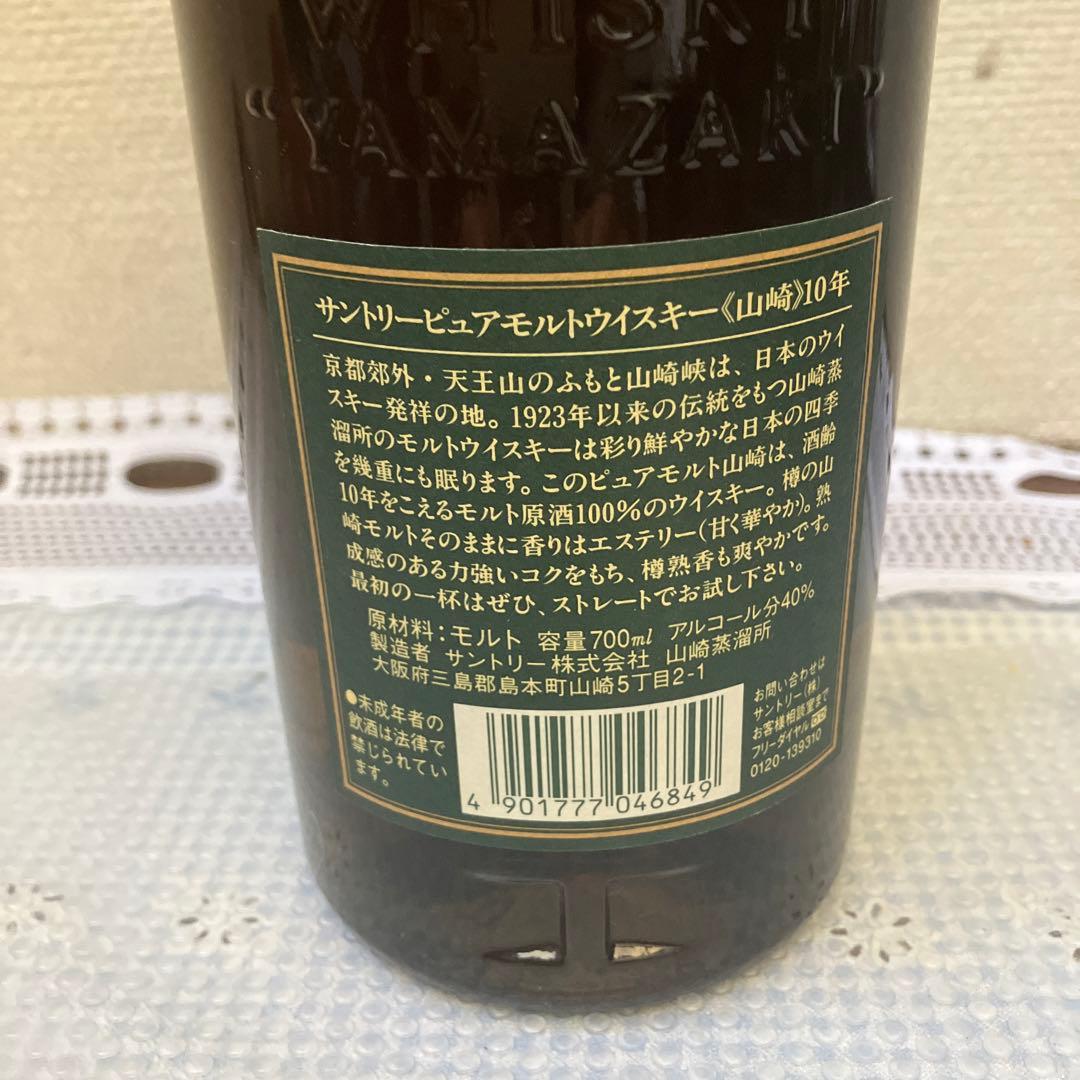 WHISKY
"YAMAZAKI"
サントリーピュアモルトウイスキー《山崎》10年
京都郊外・天王山のふもと山崎峡は、日本のウイ
スキー発祥の地。1923年以来の伝統をもつ山崎蒸
溜所のモルトウイスキーは彩り鮮やかな日本の四季
を幾重にも眠ります。このピュアモルト山崎は、酒齢
10年をこえるモルト原酒100%のウイスキー。樽の山
崎モルトそのままに香りはエステリー(甘く華やか)。熟
成感のある力強いコクをもち、樽熟香も爽やかです。
最初の一杯はぜひ、ストレートでお試し下さい。
原材料:モルト 容量700ml アルコール分40%
製造者 サントリー株式会社 山崎蒸溜所
大阪府三島郡島本町山崎5丁目2-1
●未成年者の
飲酒は法律で
禁じられてい
ます。
4 901777 046849
お問い合わせは
サントリー(株)
お客様相談室まで
フリーダイヤル
0120-139310